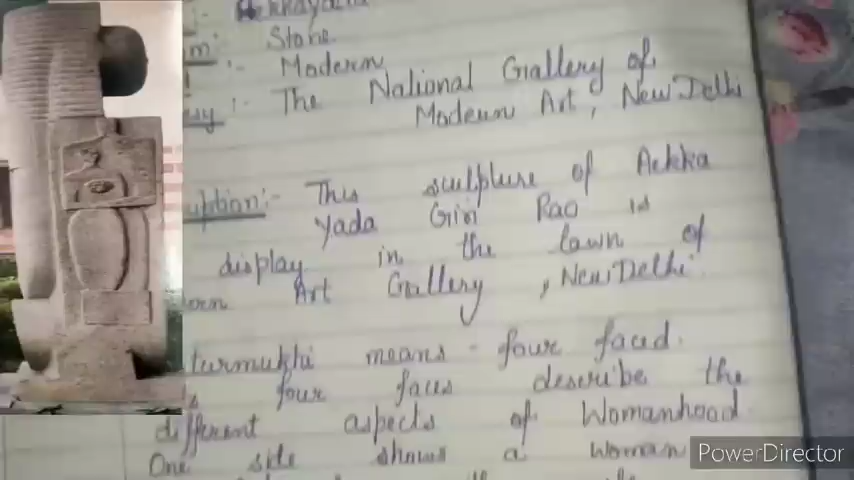 Stone
Modern
:- The National Gallery of
Modern Art, New Delhi
:- This sculpture of Aekka
Yada Giri Rao is
display in the lawn of
Art Gallery, New Delhi
means - four faced.
four faces describe the
different aspects of Womanhood
One side shows a woman
PowerDirector